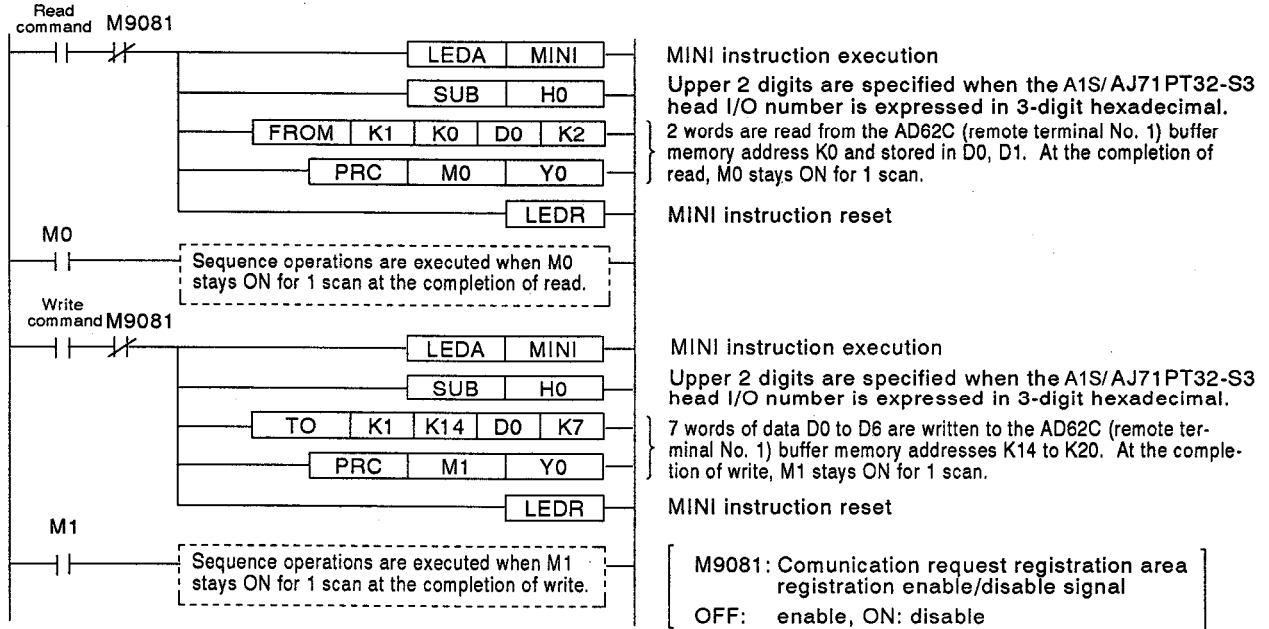 Read
command M9081
LEDA MINI
MINI instruction execution
SUB H0
Upper 2 digits are specified when the A1S/AJ71PT32-S3
head I/O number is expressed in 3-digit hexadecimal.
FROM K1 K0 D0 K2
PRC M0 Y0
2 words are read from the AD62C (remote terminal No. 1) buffer
memory address K0 and stored in D0, D1. At the completion of
read, M0 stays ON for 1 scan.
LEDR
MINI instruction reset
M0
Sequence operations are executed when M0
stays ON for 1 scan at the completion of read.
Write
command M9081
LEDA MINI
MINI instruction execution
SUB H0
Upper 2 digits are specified when the A1S/AJ71PT32-S3
head I/O number is expressed in 3-digit hexadecimal.
TO K1 K14 D0 K7
PRC M1 Y0
7 words of data D0 to D6 are written to the AD62C (remote ter-
minal No. 1) buffer memory addresses K14 to K20. At the comple-
tion of write, M1 stays ON for 1 scan.
LEDR
MINI instruction reset
M1
Sequence operations are executed when M1
stays ON for 1 scan at the completion of write.
M9081: Comunication request registration area
registration enable/disable signal
OFF: enable, ON: disable